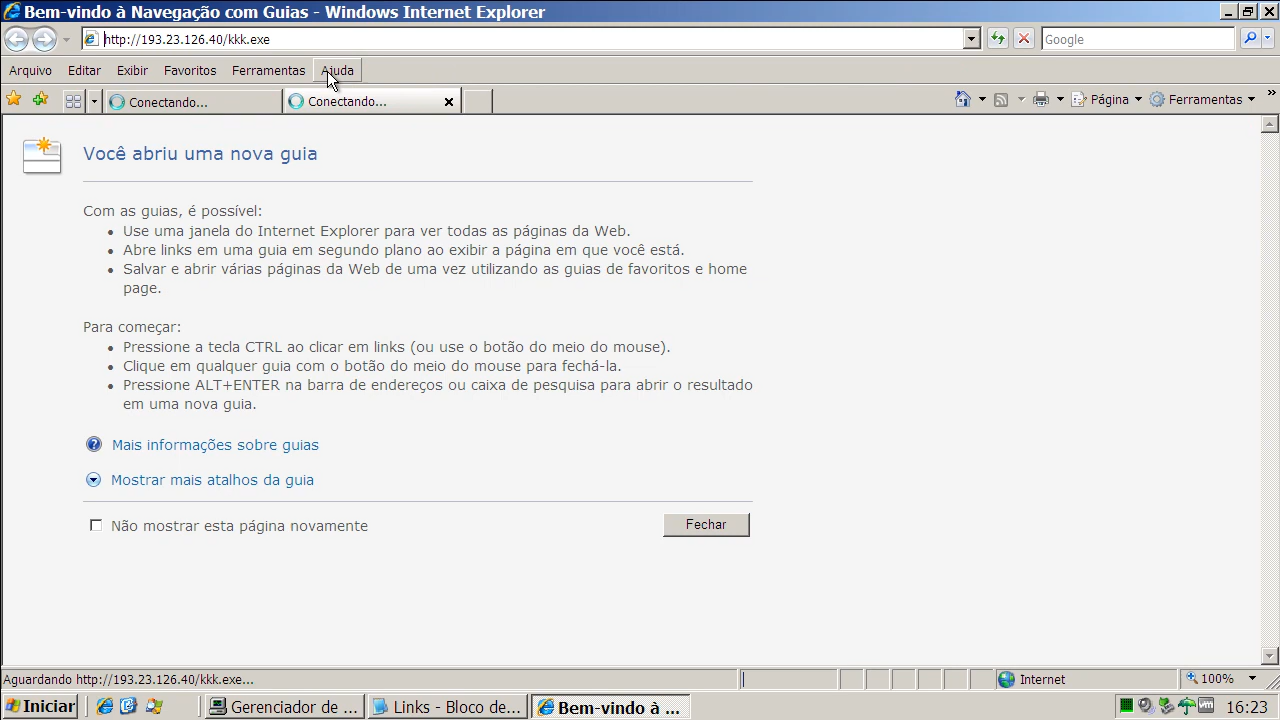 Bem-vindo à Navegação com Guias - Windows Internet Explorer
http://193.23.126.40/kkk.exe
Google
Arquivo Editar Exibir Favoritos Ferramentas Ajuda
Conectando... Conectando... Página Ferramentas
Você abriu uma nova guia
Com as guias, é possível:
Use uma janela do Internet Explorer para ver todas as páginas da Web.
Abre links em uma guia em segundo plano ao exibir a página em que você está.
Salvar e abrir várias páginas da Web de uma vez utilizando as guias de favoritos e home
page.
Para começar:
Pressione a tecla CTRL ao clicar em links (ou use o botão do meio do mouse).
Clique em qualquer guia com o botão do meio do mouse para fechá-la.
Pressione ALT+ENTER na barra de endereços ou caixa de pesquisa para abrir o resultado
em uma nova guia.
Mais informações sobre guias
Mostrar mais atalhos da guia
Não mostrar esta página novamente
Fechar
Aguardando http://193.23.126.40/kkk.exe... Internet 100%
Iniciar Gerenciador de ... Links - Bloco de... Bem-vindo à ... 16:23